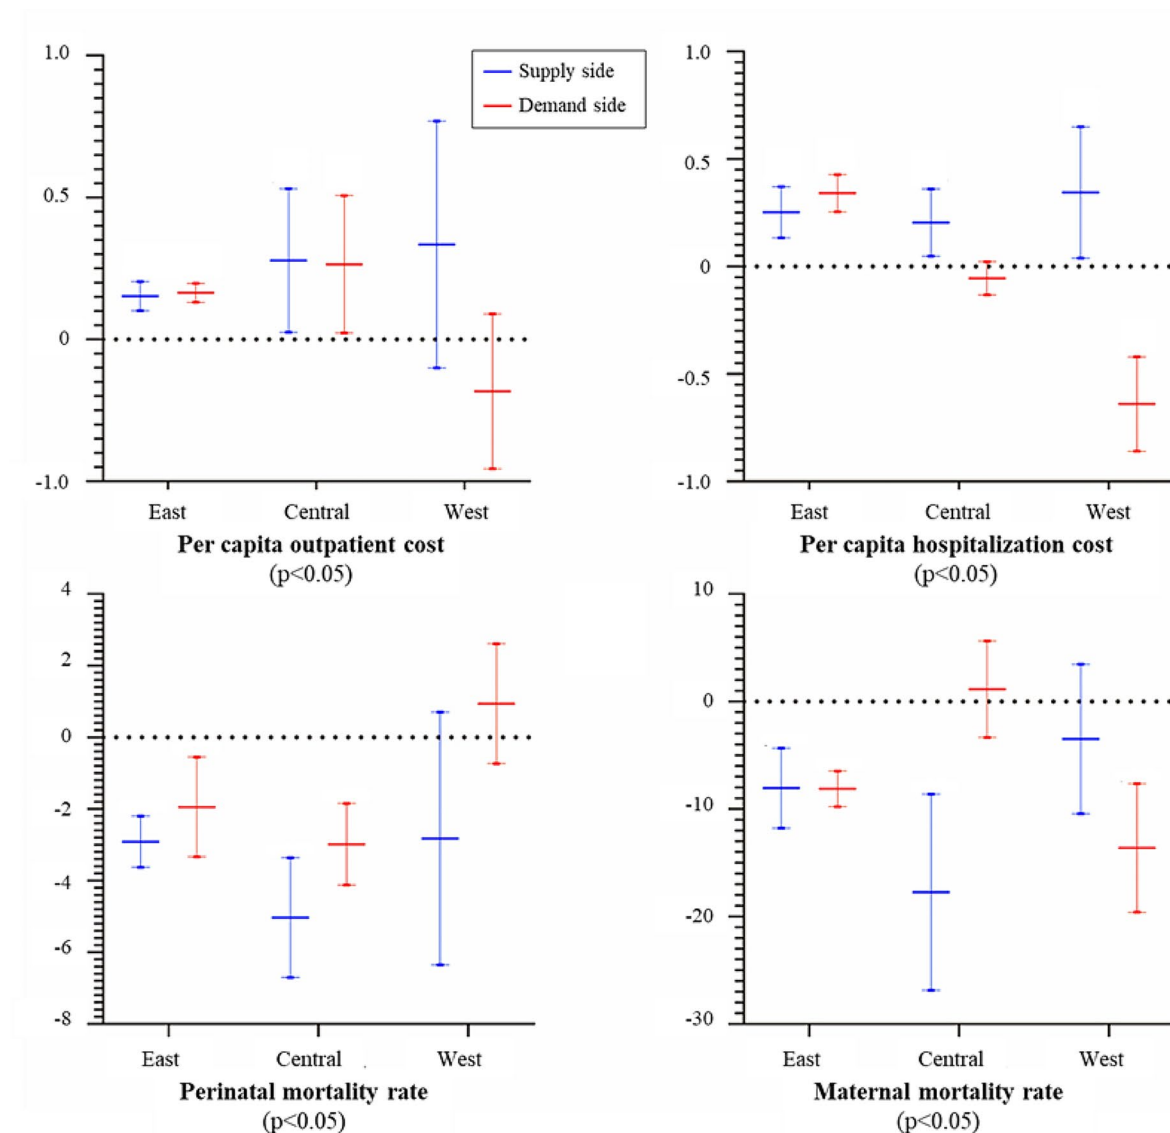 1.0
0.5
0
-1.0
Supply side
Demand side
East
Central
West
Per capita outpatient cost
(p<0.05)
1.0
0.5
0
-0.5
-1.0
East
Central
West
Per capita hospitalization cost
(p<0.05)
4
2
0
-2
-4
-6
-8
East
Central
West
Perinatal mortality rate
(p<0.05)
10
0
-10
-20
-30
East
Central
West
Maternal mortality rate
(p<0.05)